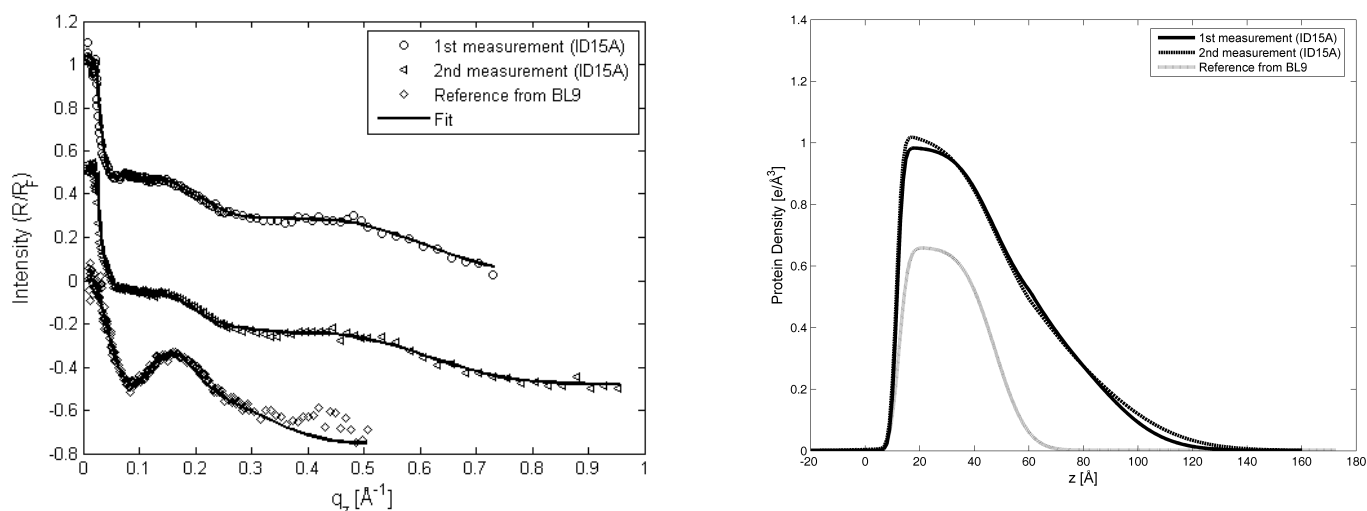 1.2
1
0.8
0.6
0.4
0.2
0
-0.2
-0.4
-0.6
-0.8
Intensity (R/R_F)
0 0.1 0.2 0.3 0.4 0.5 0.6 0.7 0.8 0.9 1
q_z [Å⁻¹]
1st measurement (ID15A)
2nd measurement (ID15A)
Reference from BL9
Fit
1.4
1.2
1
0.8
0.6
0.4
0.2
0
Protein Density [e/Å³]
-20 0 20 40 60 80 100 120 140 160 180
z [Å]
1st measurement (ID15A)
2nd measurement (ID15A)
Reference from BL9